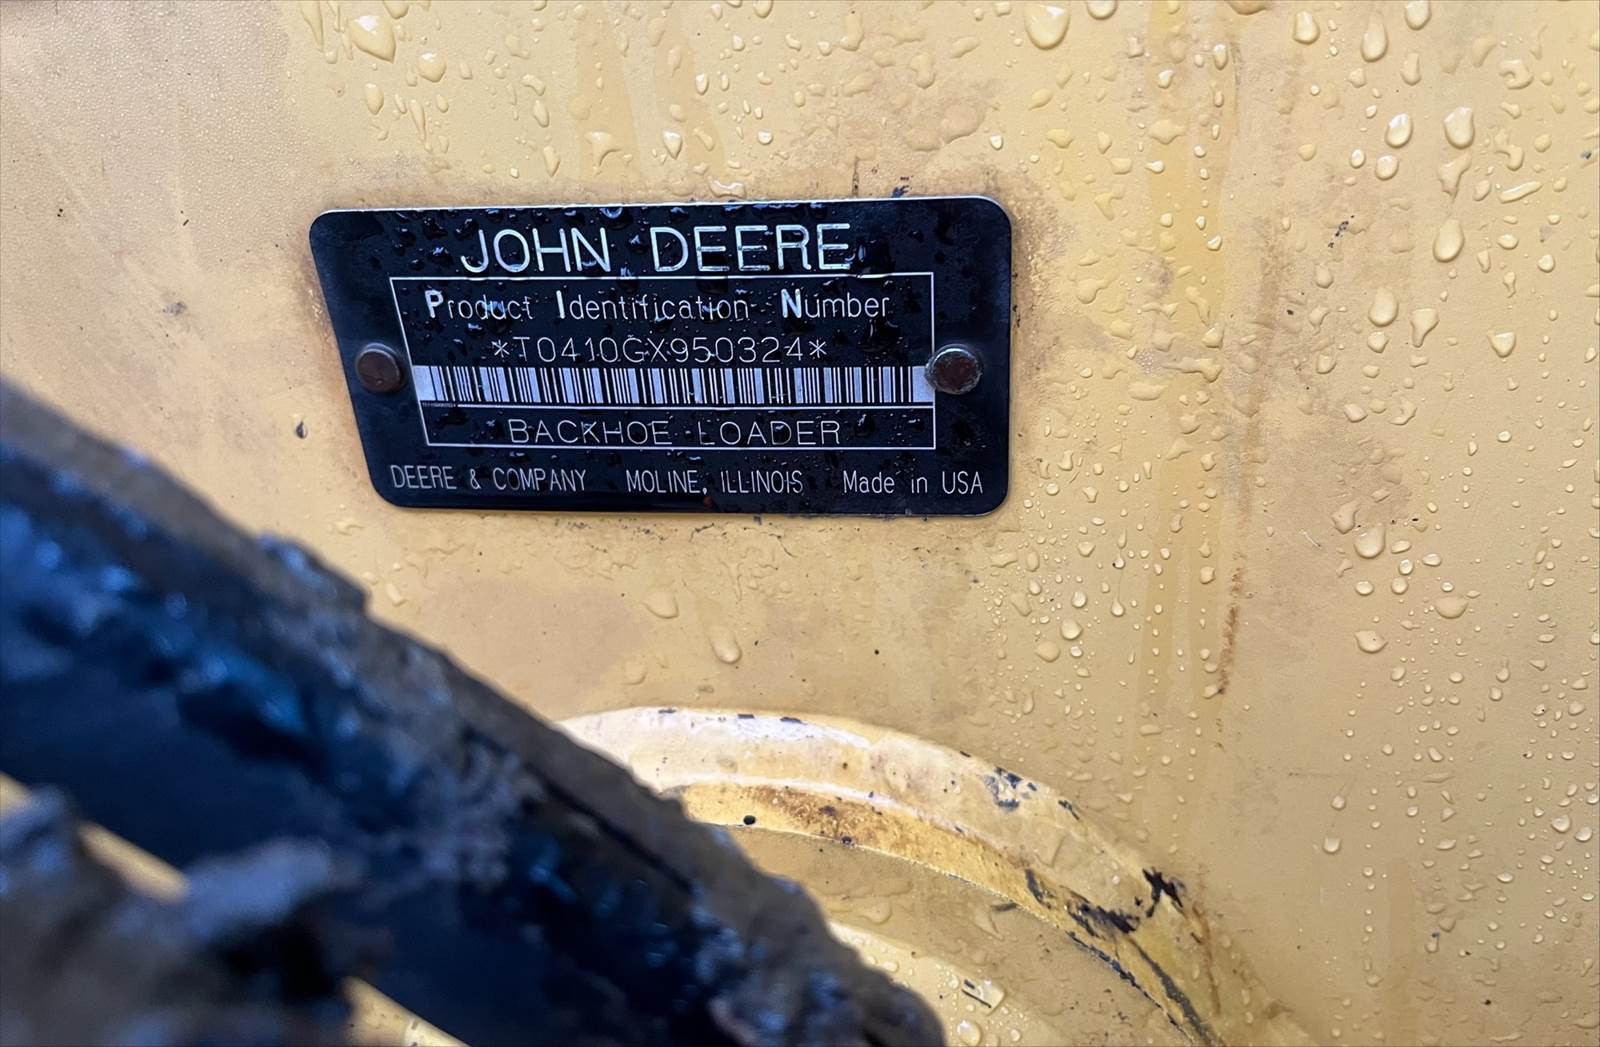 JOHN DEERE
Product Identification Number
*T0410GX950324*
BACKHOE LOADER
DEERE & COMPANY MOLINE, ILLINOIS Made in USA